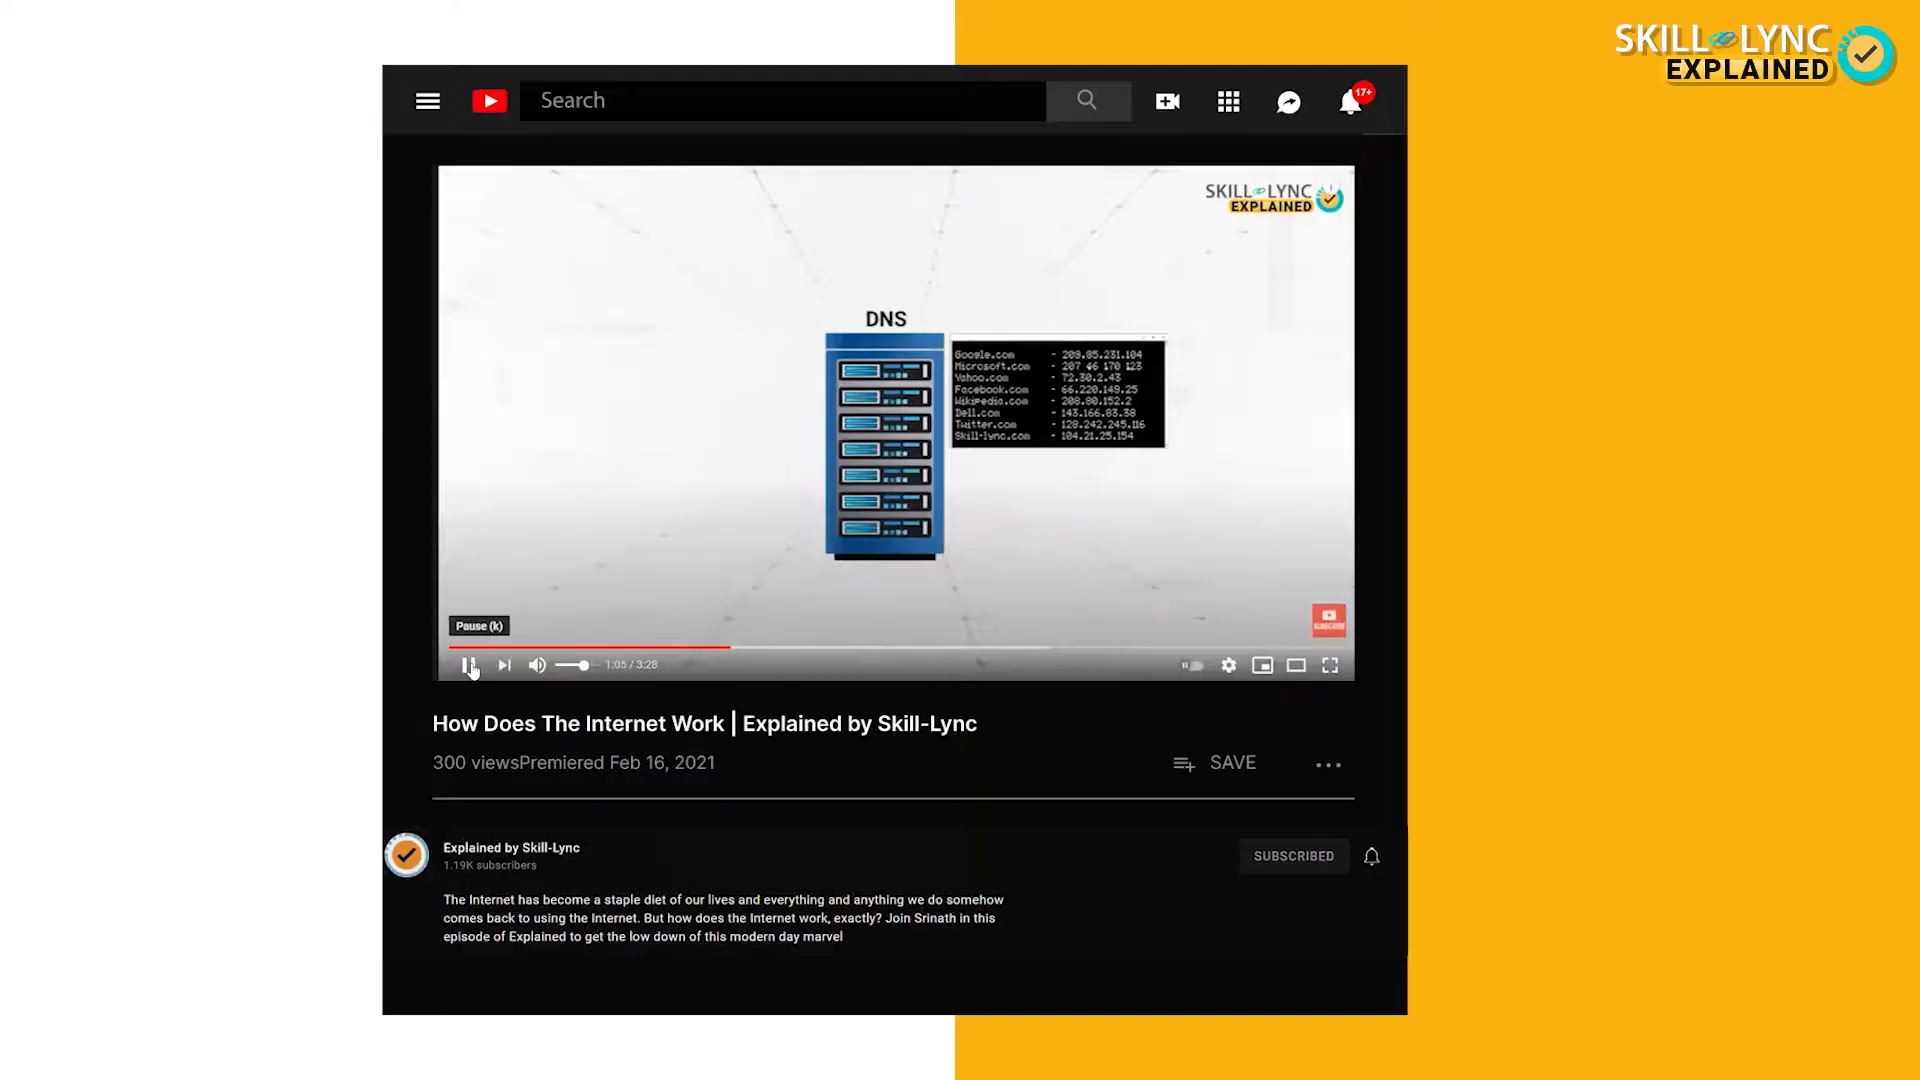 SKILL LYNC
EXPLAINED
Search
17+
SKILL LYNC
EXPLAINED
DNS
Google.com - 209.85.231.104
Microsoft.com - 207 46 170 123
Yahoo.com - 72.30.2.43
Facebook.com - 66.220.149.25
Wikipedia.com - 208.80.152.2
Dell.com - 143.166.83.38
Twitter.com - 128.242.245.116
Skill-lync.com - 104.21.25.154
Pause (k)
SUBSCRIBE
1:05 / 3:28
How Does The Internet Work | Explained by Skill-Lync
300 viewsPremiered Feb 16, 2021
SAVE
Explained by Skill-Lync
1.19K subscribers
SUBSCRIBED
The Internet has become a staple diet of our lives and everything and anything we do somehow
comes back to using the Internet. But how does the Internet work, exactly? Join Srinath in this
episode of Explained to get the low down of this modern day marvel